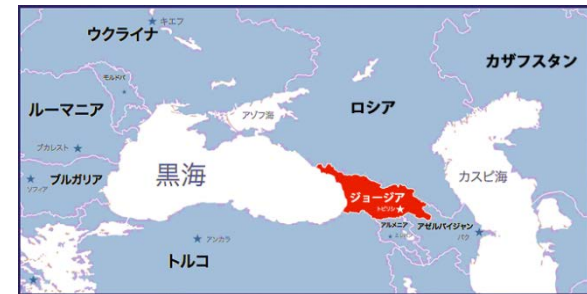 キエフ
ウクライナ
カザフスタン
モルドバ
ルーマニア
アゾフ海
ロシア
ブカレスト
黒海
カスピ海
ソフィア
ブルガリア
ジョージア
トビリシ
アルメニア
アゼルバイジャン
バクー
アンカラ
トルコ